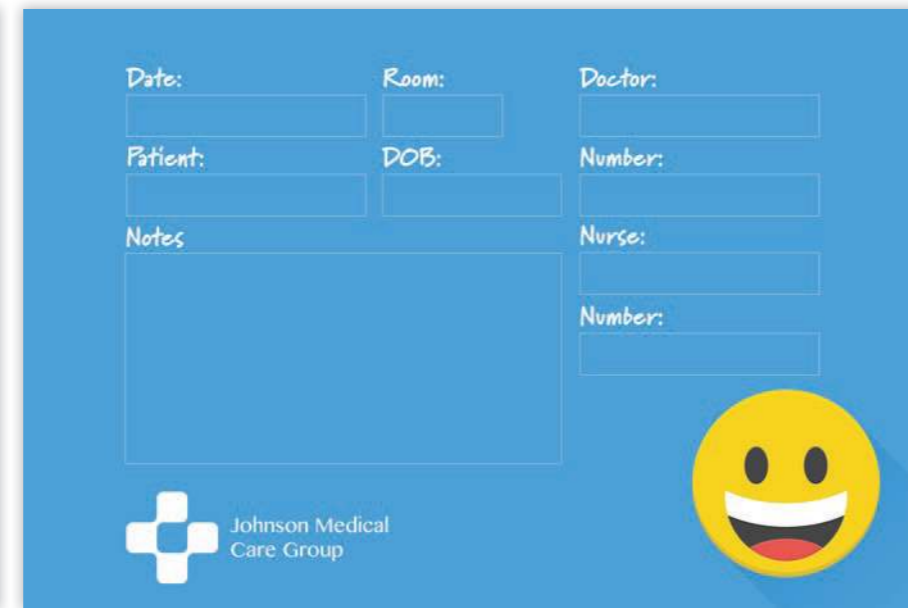 Date:
Room:
Doctor:
Patient:
DOB:
Number:
Notes
Nurse:
Number:
Johnson Medical
Care Group